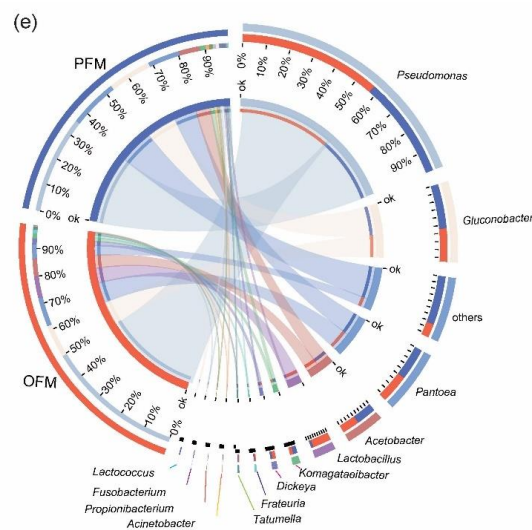 (e)
PFM
0%
10%
20%
30%
40%
50%
60%
70%
80%
90%
ok
Pseudomonas
0%
10%
20%
30%
40%
50%
60%
70%
80%
90%
ok
Gluconobacter
ok
others
ok
Pantoea
ok
Acetobacter
ok
Lactobacillus
Komagataeibacter
Dickeya
Frateuria
Tatumella
Acinetobacter
Propionibacterium
Fusobacterium
Lactococcus
OFM
0%
10%
20%
30%
40%
50%
60%
70%
80%
90%
ok